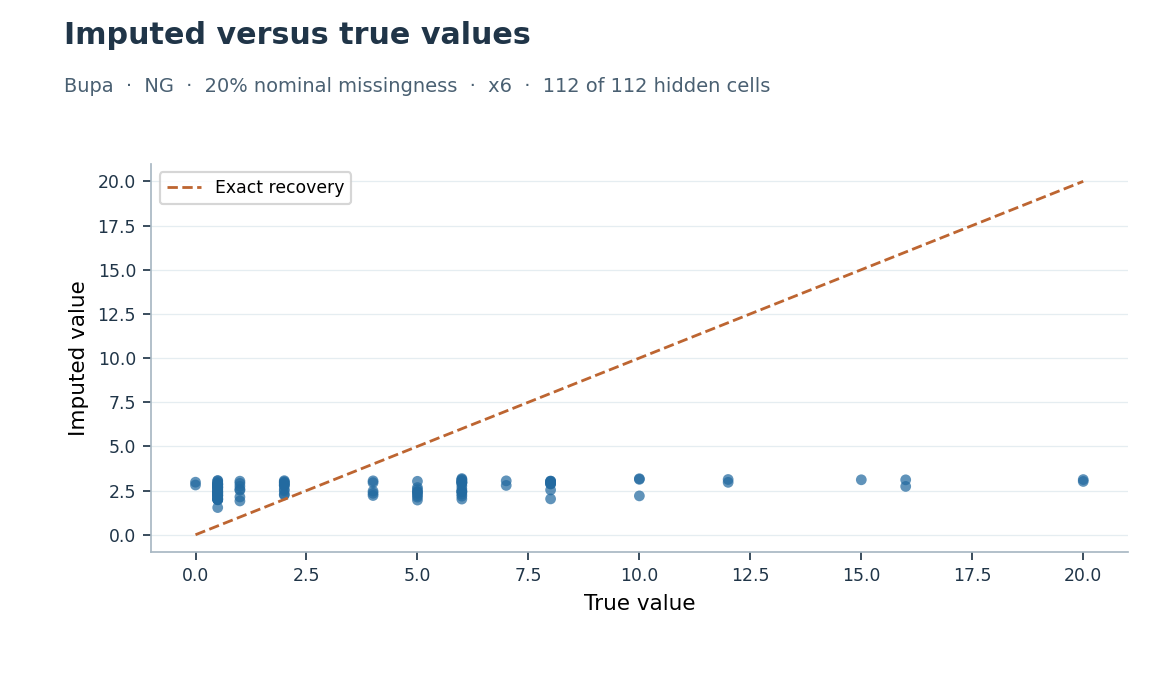 Imputed versus true values
Bupa · NG · 20% nominal missingness · x6 · 112 of 112 hidden cells
Exact recovery
Imputed value
20.0
17.5
15.0
12.5
10.0
7.5
5.0
2.5
0.0
0.0 2.5 5.0 7.5 10.0 12.5 15.0 17.5 20.0
True value